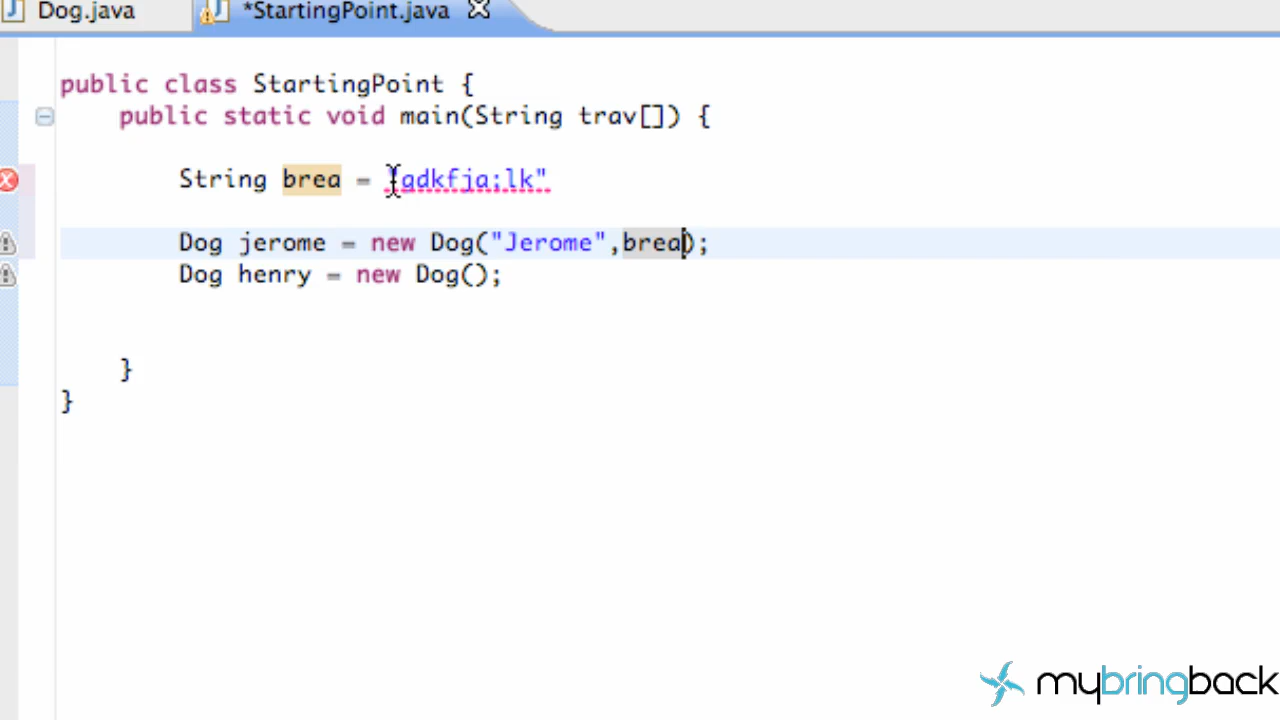 Dog.java *StartingPoint.java
public class StartingPoint {
public static void main(String trav[]) {
String brea = "gdkfja;lk"
Dog jerome = new Dog("Jerome",brea);
Dog henry = new Dog();
}
}
mybringback